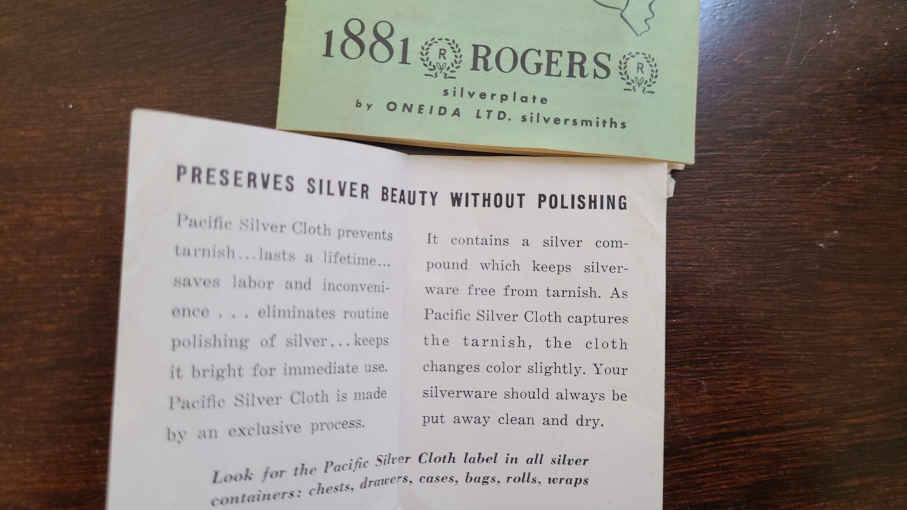 1881 R ROGERS R
silverplate
by ONEIDA LTD. silversmiths
PRESERVES SILVER BEAUTY WITHOUT POLISHING
Pacific Silver Cloth prevents
tarnish...lasts a lifetime...
saves labor and inconveni-
ence . . . eliminates routine
polishing of silver...keeps
it bright for immediate use.
Pacific Silver Cloth is made
by an exclusive process.
It contains a silver com-
pound which keeps silver-
ware free from tarnish. As
Pacific Silver Cloth captures
the tarnish, the cloth
changes color slightly. Your
silverware should always be
put away clean and dry.
Look for the Pacific Silver Cloth label in all silver
containers: chests, drawers, cases, bags, rolls, wraps